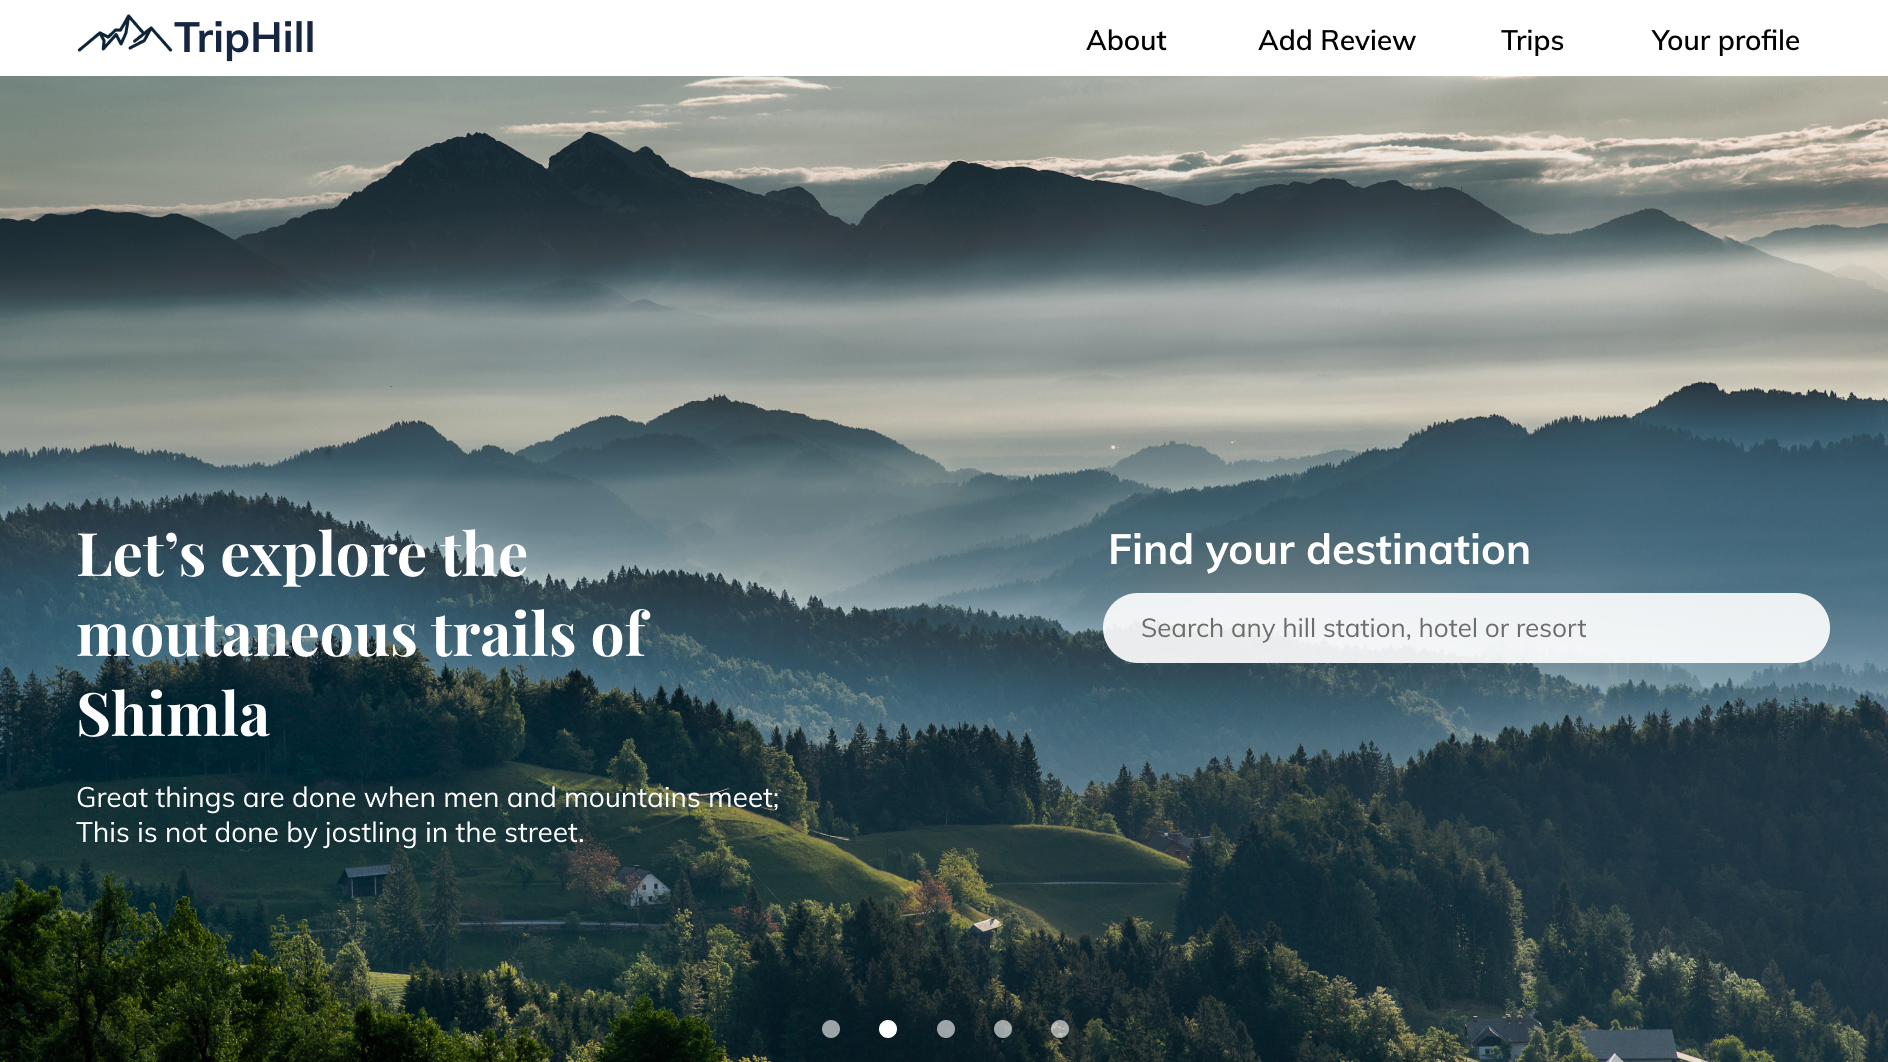 TripHill
About
Add Review
Trips
Your profile
Let’s explore the
moutaneous trails of
Shimla
Great things are done when men and mountains meet;
This is not done by jostling in the street.
Find your destination
Search any hill station, hotel or resort